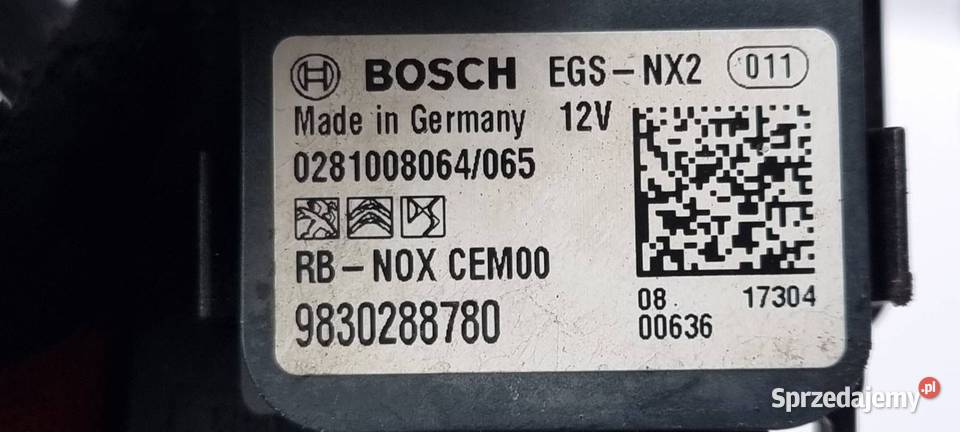 BOSCH EGS-NX2 011
Made in Germany 12V
0281008064/065
RB-NOX CEM00
9830288780
08 17304
00636
Sprzedajemy.pl